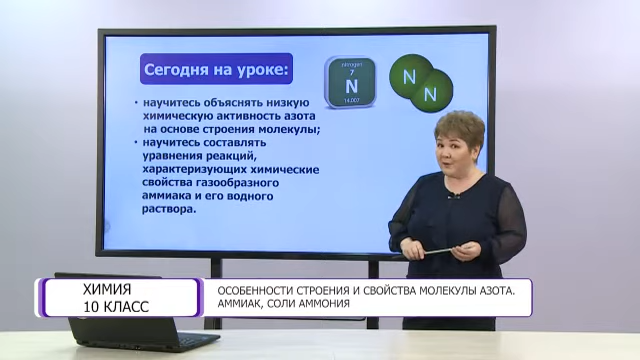 Сегодня на уроке:
nitrogen
7
N
14.007
N
N
• научитесь объяснять низкую
химическую активность азота
на основе строения молекулы;
• научитесь составлять
уравнения реакций,
характеризующих химические
свойства газообразного
аммиака и его водного
раствора.
ХИМИЯ
10 КЛАСС
ОСОБЕННОСТИ СТРОЕНИЯ И СВОЙСТВА МОЛЕКУЛЫ АЗОТА.
АММИАК, СОЛИ АММОНИЯ